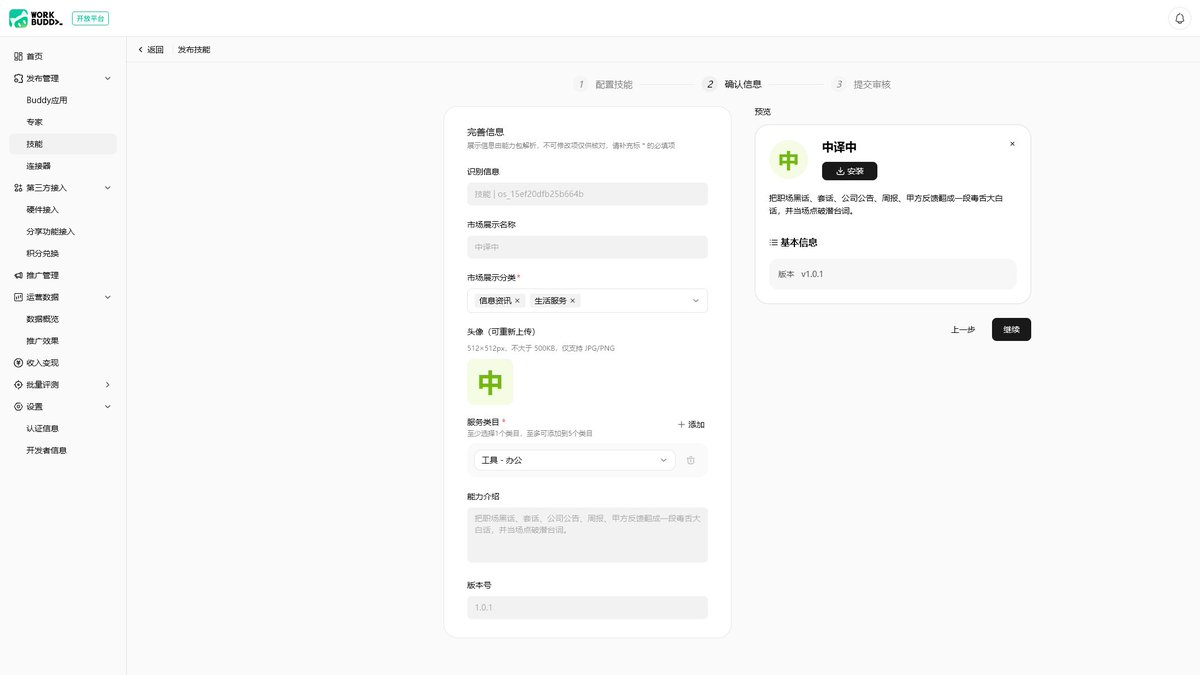 WORK
BUDD>_
开放平台
首页
发布管理
Buddy应用
专家
技能
连接器
第三方接入
硬件接入
分享功能接入
积分兑换
推广管理
运营数据
数据概览
推广效果
收入变现
批量评测
设置
认证信息
开发者信息
返回
发布技能
1 配置技能
2 确认信息
3 提交审核
完善信息
展示信息由能力包解析，不可修改项仅供核对，请补充标 * 的必填项
识别信息
技能 | os_15ef20dfb25b664b
市场展示名称
中译中
市场展示分类 *
信息资讯 × 生活服务 ×
头像（可重新上传）
512×512px，不大于 500KB，仅支持 JPG/PNG
中
服务类目 *
+ 添加
至少选择1个类目，至多可添加到5个类目
工具 - 办公
能力介绍
把职场黑话、套话、公司公告、周报、甲方反馈翻成一段毒舌大
白话，并当场点破潜台词。
版本号
1.0.1
预览
中
中译中
×
安装
把职场黑话、套话、公司公告、周报、甲方反馈翻成一段毒舌大白
话，并当场点破潜台词。
基本信息
版本 v1.0.1
上一步
继续